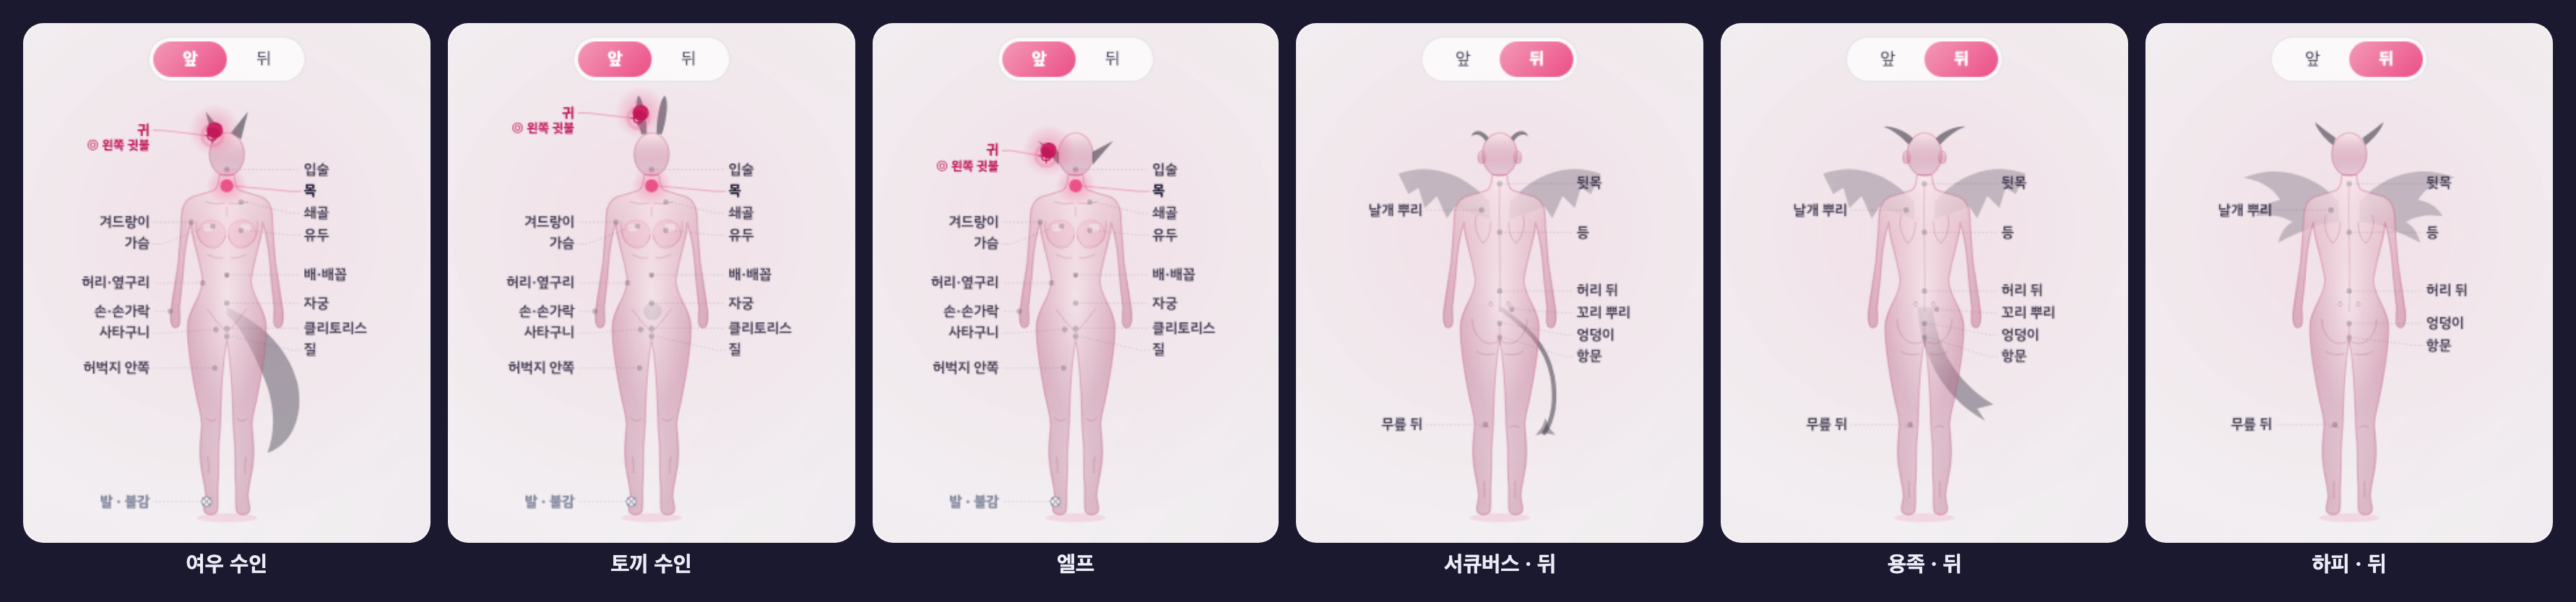 앞 뒤
귀
◎ 왼쪽 귓불
입술
목
쇄골
겨드랑이
유두
가슴
배·배꼽
허리·옆구리
자궁
손·손가락
클리토리스
사타구니
질
허벅지 안쪽
발 · 불감
여우 수인
앞 뒤
귀
◎ 왼쪽 귓불
입술
목
쇄골
겨드랑이
유두
가슴
배·배꼽
허리·옆구리
자궁
손·손가락
클리토리스
사타구니
질
허벅지 안쪽
발 · 불감
토끼 수인
앞 뒤
귀
◎ 왼쪽 귓불
입술
목
쇄골
겨드랑이
유두
가슴
배·배꼽
허리·옆구리
자궁
손·손가락
클리토리스
사타구니
질
허벅지 안쪽
발 · 불감
엘프
앞 뒤
뒷목
날개 뿌리
등
허리 뒤
꼬리 뿌리
엉덩이
항문
무릎 뒤
서큐버스 · 뒤
앞 뒤
뒷목
날개 뿌리
등
허리 뒤
꼬리 뿌리
엉덩이
항문
무릎 뒤
용족 · 뒤
앞 뒤
뒷목
날개 뿌리
등
허리 뒤
엉덩이
항문
무릎 뒤
하피 · 뒤